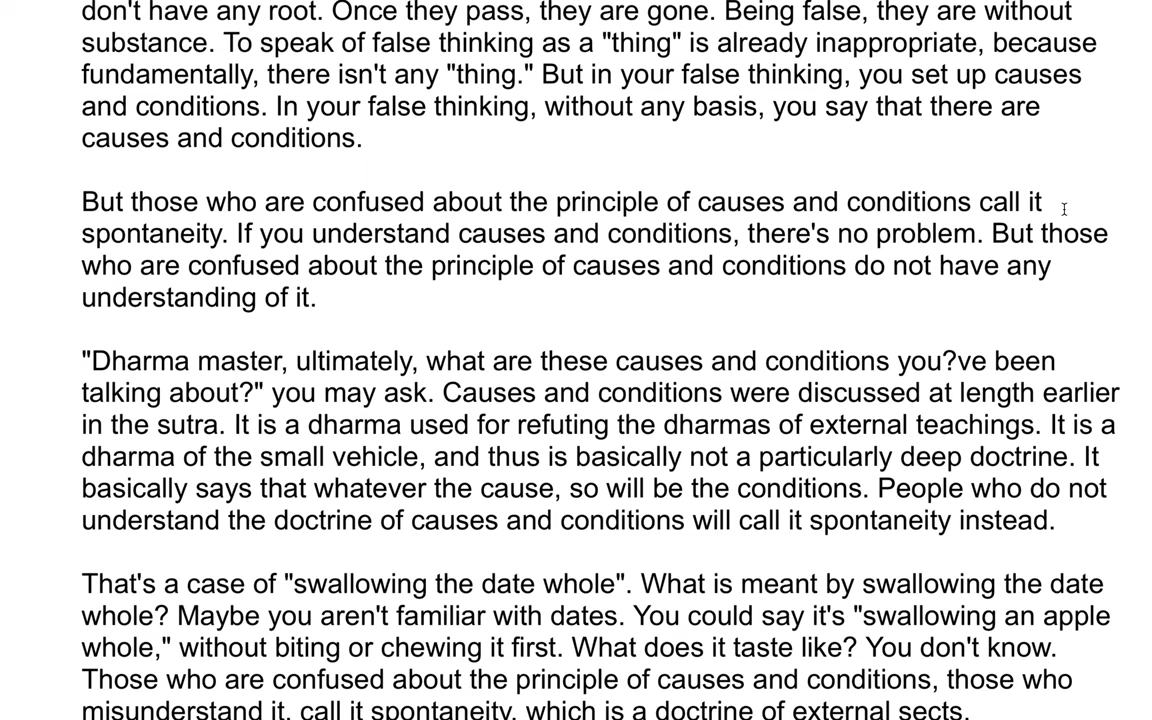 don't have any root. Once they pass, they are gone. Being false, they are without
substance. To speak of false thinking as a "thing" is already inappropriate, because
fundamentally, there isn't any "thing." But in your false thinking, you set up causes
and conditions. In your false thinking, without any basis, you say that there are
causes and conditions.
But those who are confused about the principle of causes and conditions call it
spontaneity. If you understand causes and conditions, there's no problem. But those
who are confused about the principle of causes and conditions do not have any
understanding of it.
"Dharma master, ultimately, what are these causes and conditions you?ve been
talking about?" you may ask. Causes and conditions were discussed at length earlier
in the sutra. It is a dharma used for refuting the dharmas of external teachings. It is a
dharma of the small vehicle, and thus is basically not a particularly deep doctrine. It
basically says that whatever the cause, so will be the conditions. People who do not
understand the doctrine of causes and conditions will call it spontaneity instead.
That's a case of "swallowing the date whole". What is meant by swallowing the date
whole? Maybe you aren't familiar with dates. You could say it's "swallowing an apple
whole," without biting or chewing it first. What does it taste like? You don't know.
Those who are confused about the principle of causes and conditions, those who
misunderstand it, call it spontaneity, which is a doctrine of external sects.